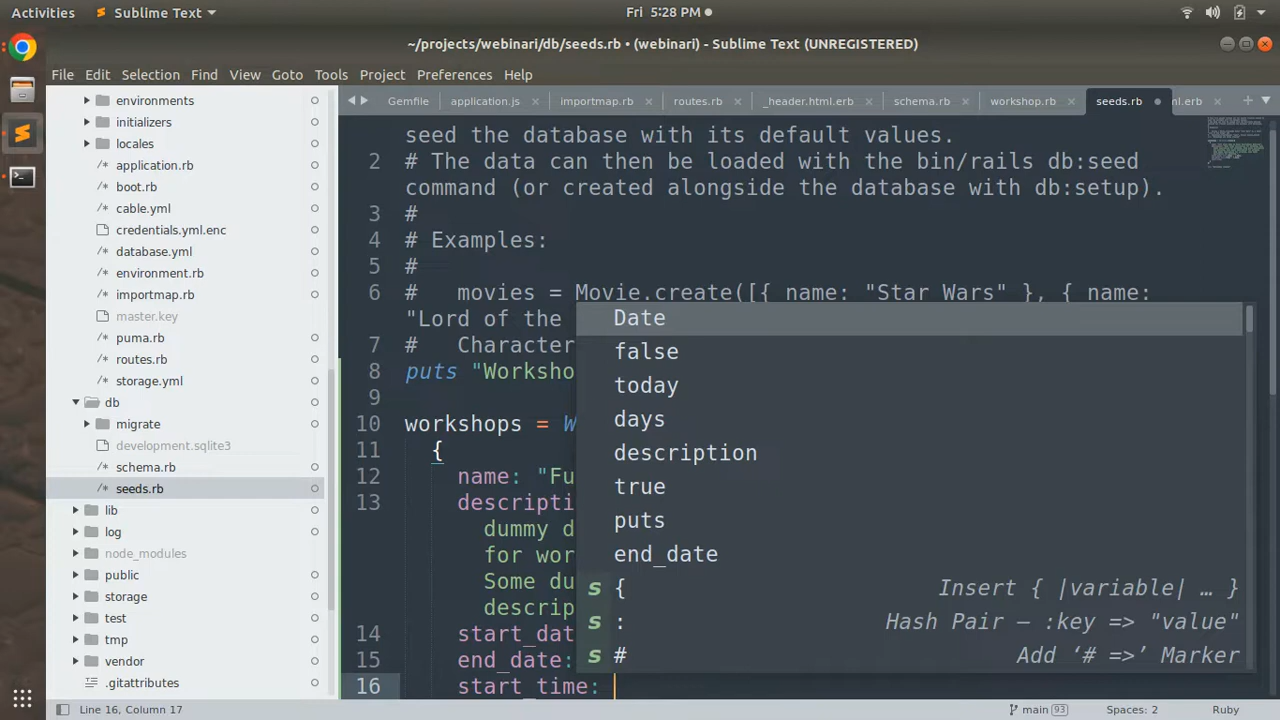 Activities
Sublime Text
Fri 5:28 PM
~/projects/webinari/db/seeds.rb • (webinari) - Sublime Text (UNREGISTERED)
File Edit Selection Find View Goto Tools Project Preferences Help
environments
initializers
locales
/* application.rb
/* boot.rb
/* cable.yml
credentials.yml.enc
/* database.yml
/* environment.rb
/* importmap.rb
master.key
/* puma.rb
/* routes.rb
/* storage.yml
db
migrate
development.sqlite3
/* schema.rb
/* seeds.rb
lib
log
node_modules
public
storage
test
tmp
vendor
.gitattributes
Gemfile application.js × importmap.rb × routes.rb × _header.html.erb × schema.rb × workshop.rb × seeds.rb • ml.erb × +
seed the database with its default values.
2 # The data can then be loaded with the bin/rails db:seed
command (or created alongside the database with db:setup).
3 #
4 # Examples:
5 #
6 # movies = Movie.create([{ name: "Star Wars" }, { name:
"Lord of the
7 # Character
8 puts "Worksho
9
10 workshops = W
11 {
12 name: "Fu
13 descripti
dummy d
for wor
Some du
descrip
14 start_dat
15 end_date:
16 start_time:
Date
false
today
days
description
true
puts
end_date
s { Insert { |variable| … }
s : Hash Pair — :key => "value"
s # Add ‘# =>’ Marker
Line 16, Column 17
main 93
Spaces: 2
Ruby